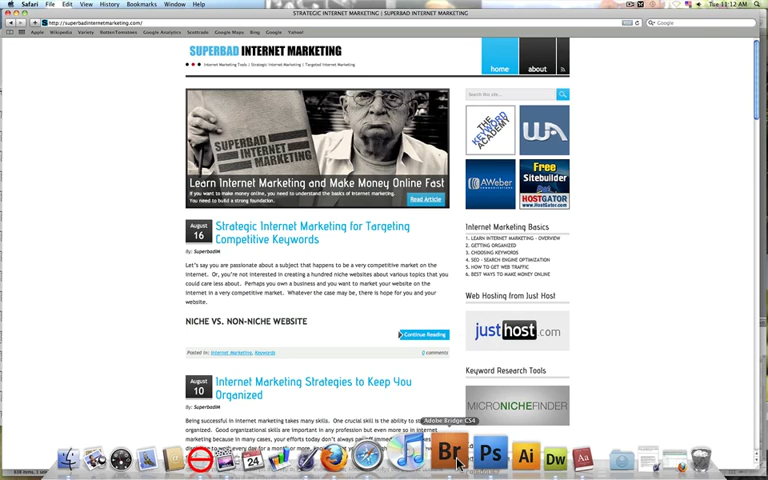 Safari File Edit View History Bookmarks Window Help
Tue 11:12 AM
STRATEGIC INTERNET MARKETING | SUPERBAD INTERNET MARKETING
http://superbadinternetmarketing.com/
Google
Apple Wikipedia Variety RottenTomatoes Google Analytics Scottrade Google Maps Bing Google Yahoo!
SUPERBAD INTERNET MARKETING
Internet Marketing Tools | Strategic Internet Marketing | Targeted Internet Marketing
home
about
Search this site...
SUPERBAD
INTERNET
MARKETING
Learn Internet Marketing and Make Money Online Fast
If you want to make money online, you need to understand the basics of internet marketing.
You need to build a strong foundation.
Read Article
THE
KEYWORD
ACADEMY
WA
AWeber
COMMUNICATIONS
Free
Sitebuilder
at
HOSTGATOR
www.HostGator.com
August
16
Strategic Internet Marketing for Targeting
Competitive Keywords
By: SuperbadIM
Let's say you are passionate about a subject that happens to be a very competitive market on the
internet. Or, you're not interested in creating a hundred niche websites about various topics that you
could care less about. Perhaps you own a business and you want to market your website on the
internet in a very competitive market. Whatever the case may be, there is hope for you and your
website.
NICHE VS. NON-NICHE WEBSITE
Continue Reading
Posted in: Internet Marketing, Keywords
0 comments
Internet Marketing Basics
1. LEARN INTERNET MARKETING - OVERVIEW
2. GETTING ORGANIZED
3. CHOOSING KEYWORDS
4. SEO - SEARCH ENGINE OPTIMIZATION
5. HOW TO GET WEB TRAFFIC
6. BEST WAYS TO MAKE MONEY ONLINE
Web Hosting from Just Host
justhost.com
Keyword Research Tools
MICRONICHEFINDER
August
10
Internet Marketing Strategies to Keep You
Organized
By: SuperbadIM
Being successful in internet marketing takes many skills. One crucial skill is the ability to
organized. Good organizational skills are important in any profession but even more so in
marketing because in many cases, your efforts today don't always
Adobe Bridge CS4
24
Br
Ps
Ai
Dw
Aa